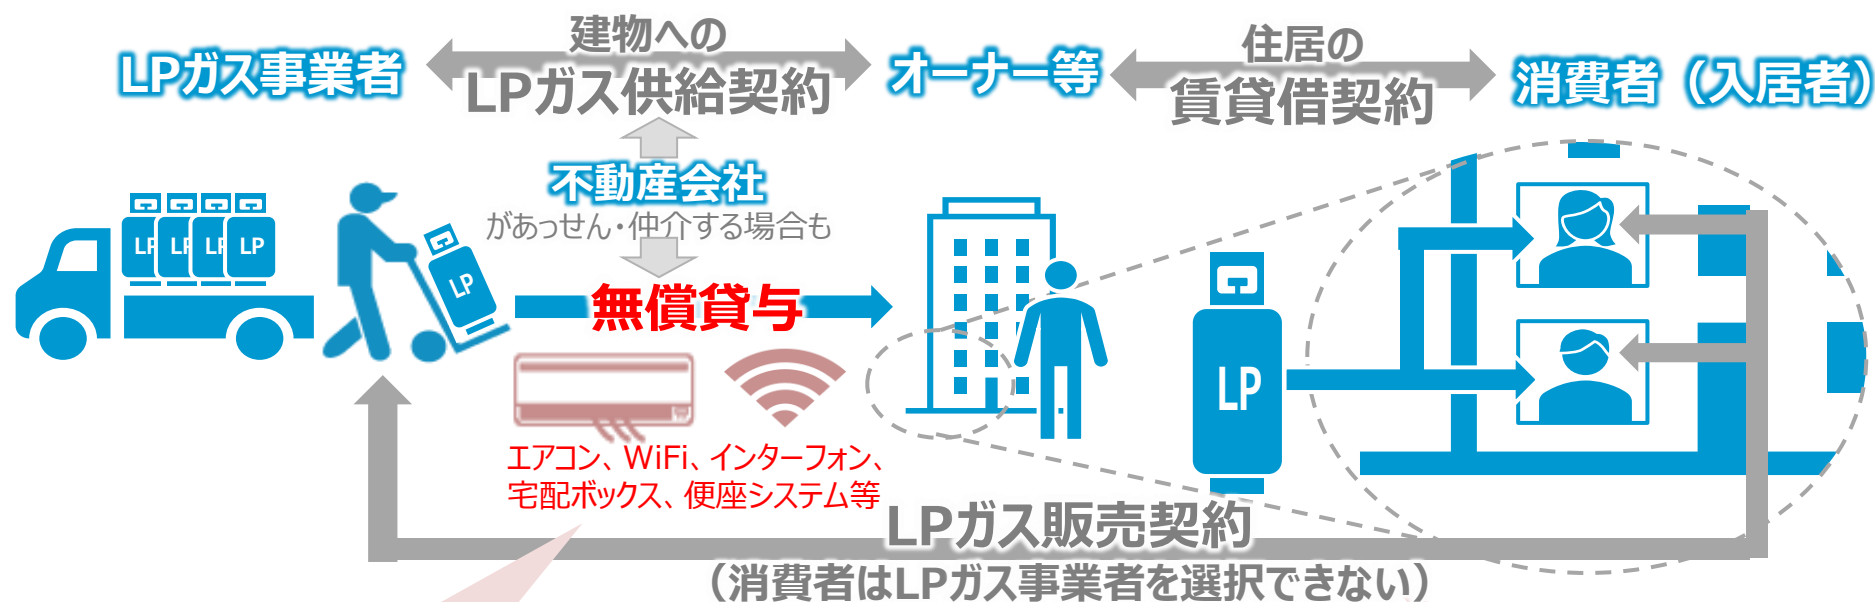 建物への
LPガス供給契約
LPガス事業者
オーナー等
住居の
賃貸借契約
消費者（入居者）
不動産会社
があっせん・仲介する場合も
無償貸与
エアコン、WiFi、インターフォン、
宅配ボックス、便座システム等
LP
LP
LP
LP
LP
LP
LPガス販売契約
（消費者はLPガス事業者を選択できない）